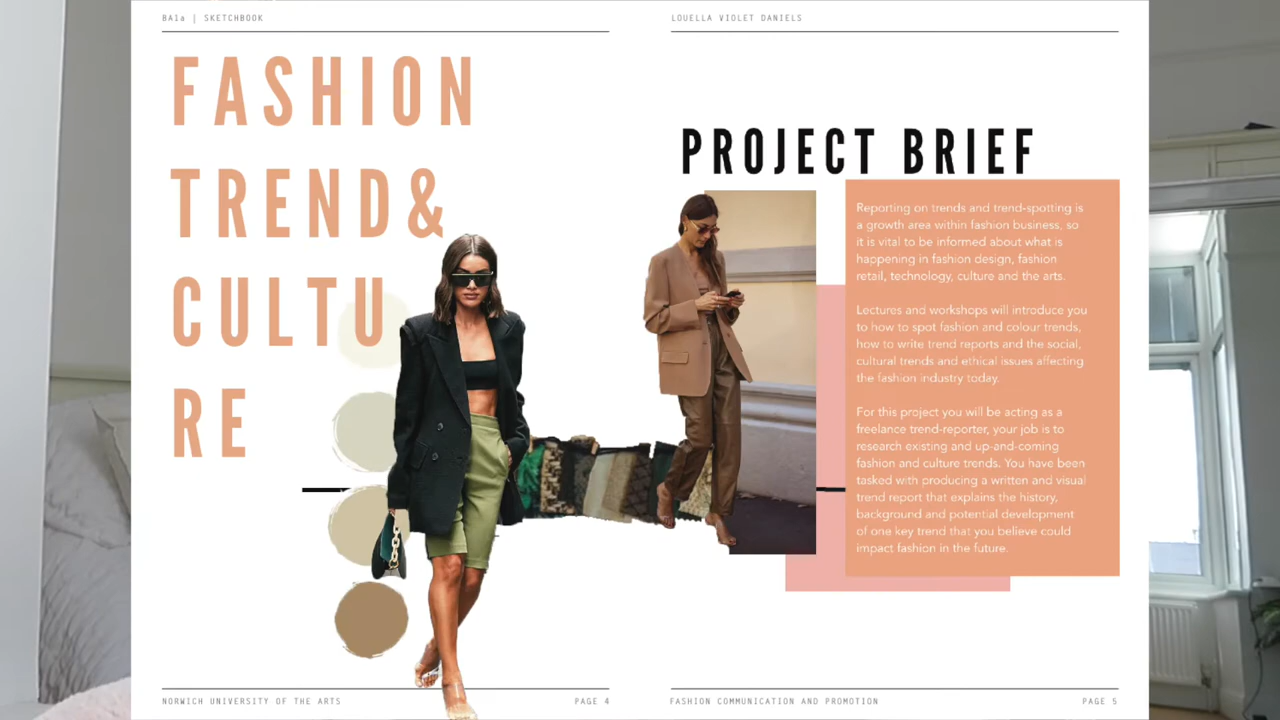 BA1a | SKETCHBOOK
FASHION
TREND&
CULTU
RE
NORWICH UNIVERSITY OF THE ARTS
PAGE 4
LOUELLA VIOLET DANIELS
PROJECT BRIEF
Reporting on trends and trend-spotting is
a growth area within fashion business, so
it is vital to be informed about what is
happening in fashion design, fashion
retail, technology, culture and the arts.
Lectures and workshops will introduce you
to how to spot fashion and colour trends,
how to write trend reports and the social,
cultural trends and ethical issues affecting
the fashion industry today.
For this project you will be acting as a
freelance trend-reporter, your job is to
research existing and up-and-coming
fashion and culture trends. You have been
tasked with producing a written and visual
trend report that explains the history,
background and potential development
of one key trend that you believe could
impact fashion in the future.
FASHION COMMUNICATION AND PROMOTION
PAGE 5